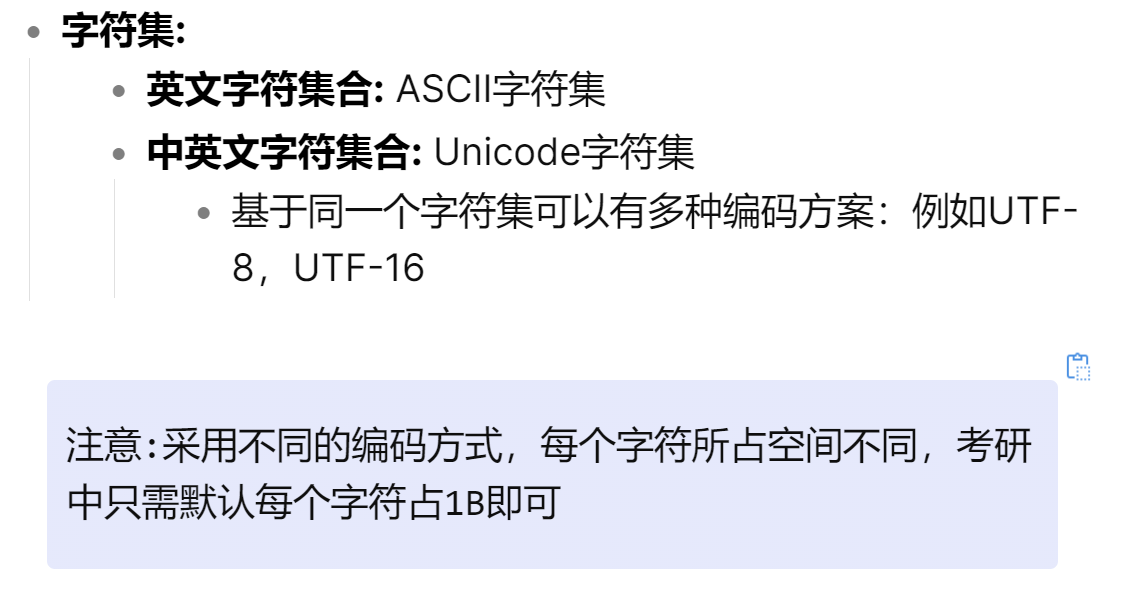 字符集:
英文字符集合: ASCII字符集
中英文字符集合: Unicode字符集
基于同一个字符集可以有多种编码方案：例如UTF-
8，UTF-16
注意:采用不同的编码方式，每个字符所占空间不同，考研
中只需默认每个字符占1B即可